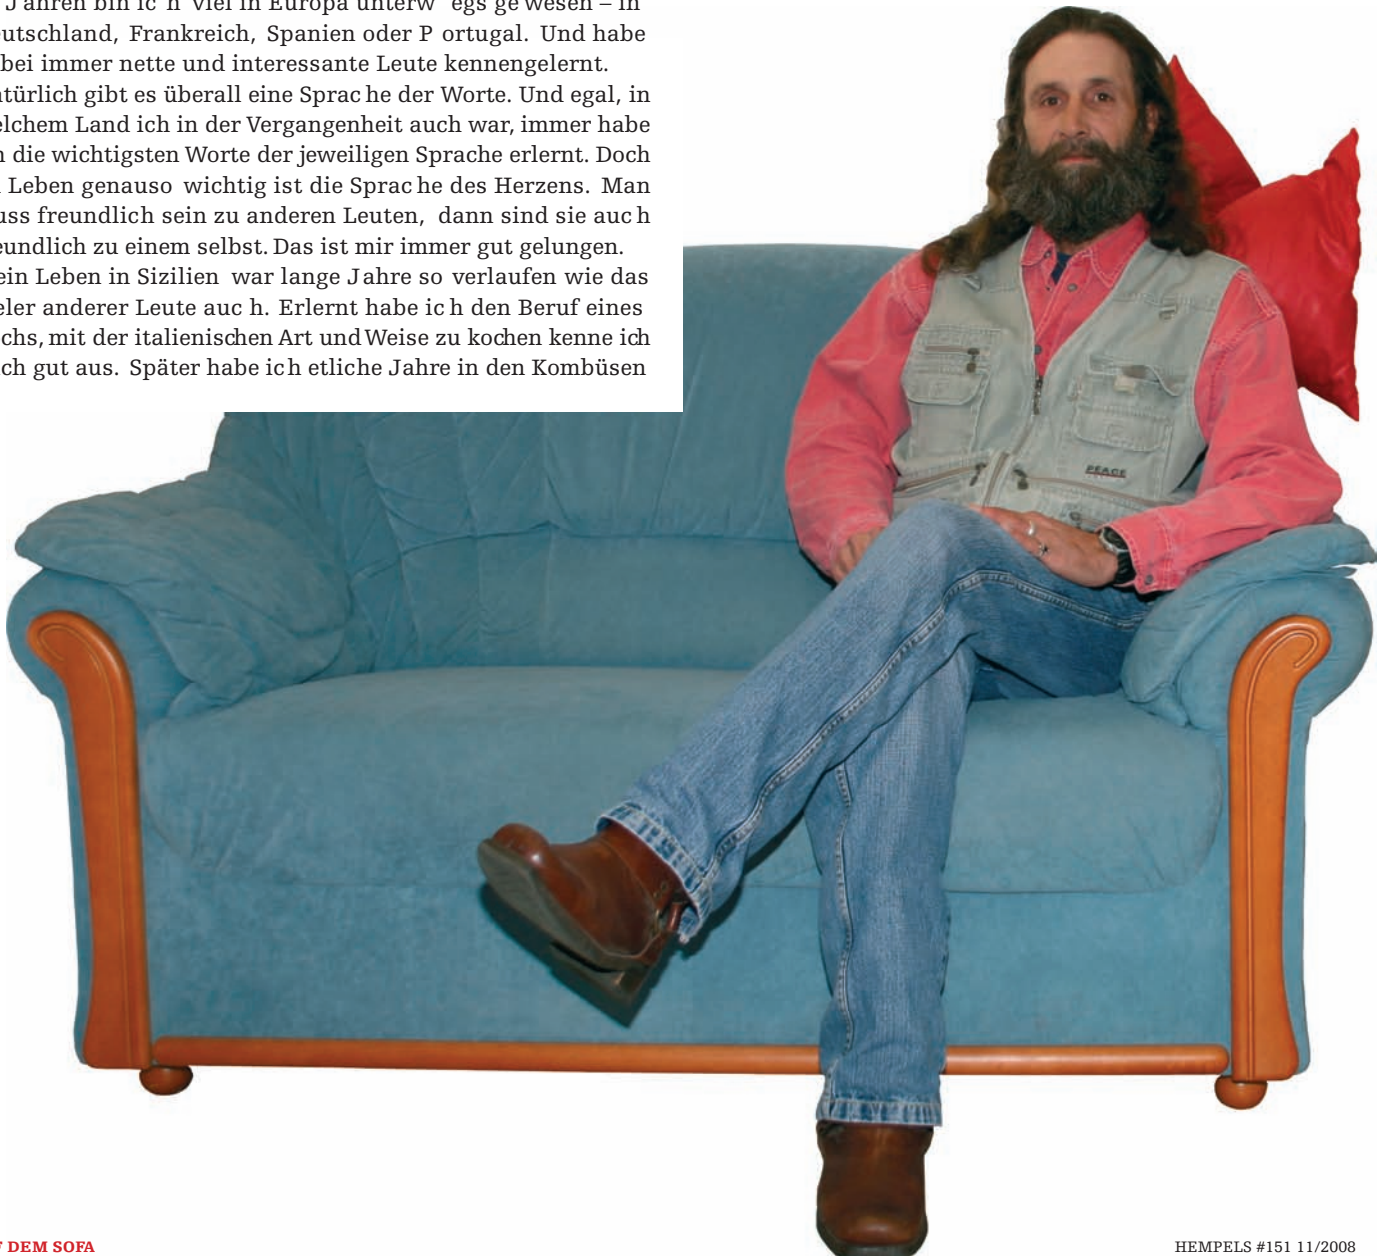 Jahren bin ich viel in Europa unterwegs gewesen – in
eutschland, Frankreich, Spanien oder Portugal. Und habe
bei immer nette und interessante Leute kennengelernt.
türlich gibt es überall eine Sprache der Worte. Und egal, in
elchem Land ich in der Vergangenheit auch war, immer habe
h die wichtigsten Worte der jeweiligen Sprache erlernt. Doch
Leben genauso wichtig ist die Sprache des Herzens. Man
uss freundlich sein zu anderen Leuten, dann sind sie auch
eundlich zu einem selbst. Das ist mir immer gut gelungen.
ein Leben in Sizilien war lange Jahre so verlaufen wie das
eler anderer Leute auch. Erlernt habe ich den Beruf eines
chs, mit der italienischen Art und Weise zu kochen kenne ich
ch gut aus. Später habe ich etliche Jahre in den Kombüsen
PEACE
F DEM SOFA
HEMPELS #151 11/2008